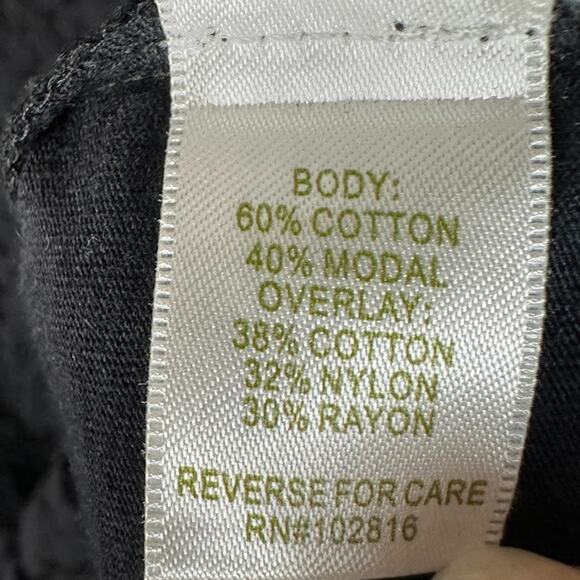 BODY:
60% COTTON
40% MODAL
OVERLAY:
38% COTTON
32% NYLON
30% RAYON
REVERSE FOR CARE
RN#102816